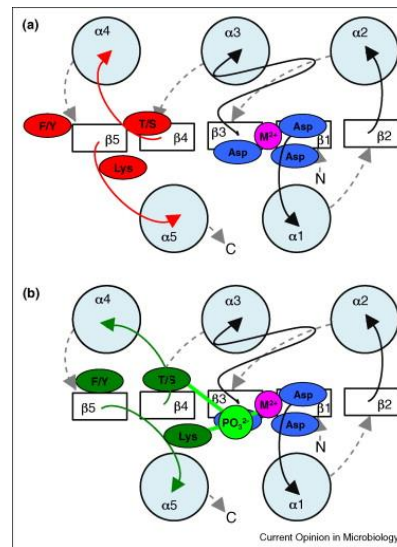 (a)
α4
α3
α2
F/Y
T/S
β5
β4
β3
M²⁺
Asp
β1
β2
Asp
Asp
Lys
N
α5
C
α1
(b)
α4
α3
α2
F/Y
T/S
β5
β4
β3
M²⁺
Asp
β1
β2
Lys
PO₃²⁻
Asp
N
α5
C
α1
Current Opinion in Microbiology